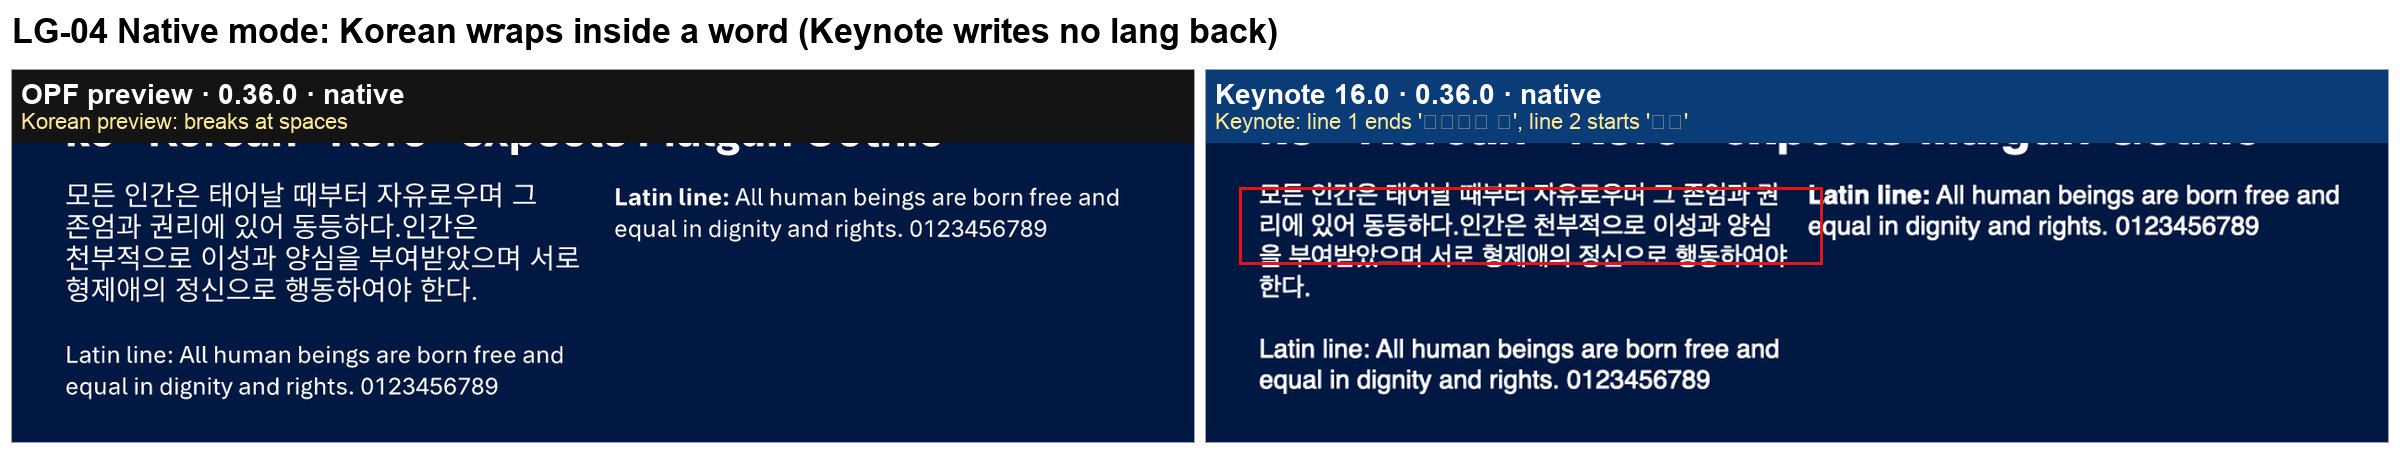 LG-04 Native mode: Korean wraps inside a word (Keynote writes no lang back)
OPF preview · 0.36.0 · native
Korean preview: breaks at spaces
모든 인간은 태어날 때부터 자유로우며 그
존엄과 권리에 있어 동등하다.인간은
천부적으로 이성과 양심을 부여받았으며 서로
형제애의 정신으로 행동하여야 한다.
Latin line: All human beings are born free and
equal in dignity and rights. 0123456789
Latin line: All human beings are born free and
equal in dignity and rights. 0123456789
Keynote 16.0 · 0.36.0 · native
Keynote: line 1 ends '□□□□ □', line 2 starts '□□'
모든 인간은 태어날 때부터 자유로우며 그 존엄과 권
리에 있어 동등하다.인간은 천부적으로 이성과 양심
을 부여받았으며 서로 형제애의 정신으로 행동하여야
한다.
Latin line: All human beings are born free and
equal in dignity and rights. 0123456789
Latin line: All human beings are born free and
equal in dignity and rights. 0123456789